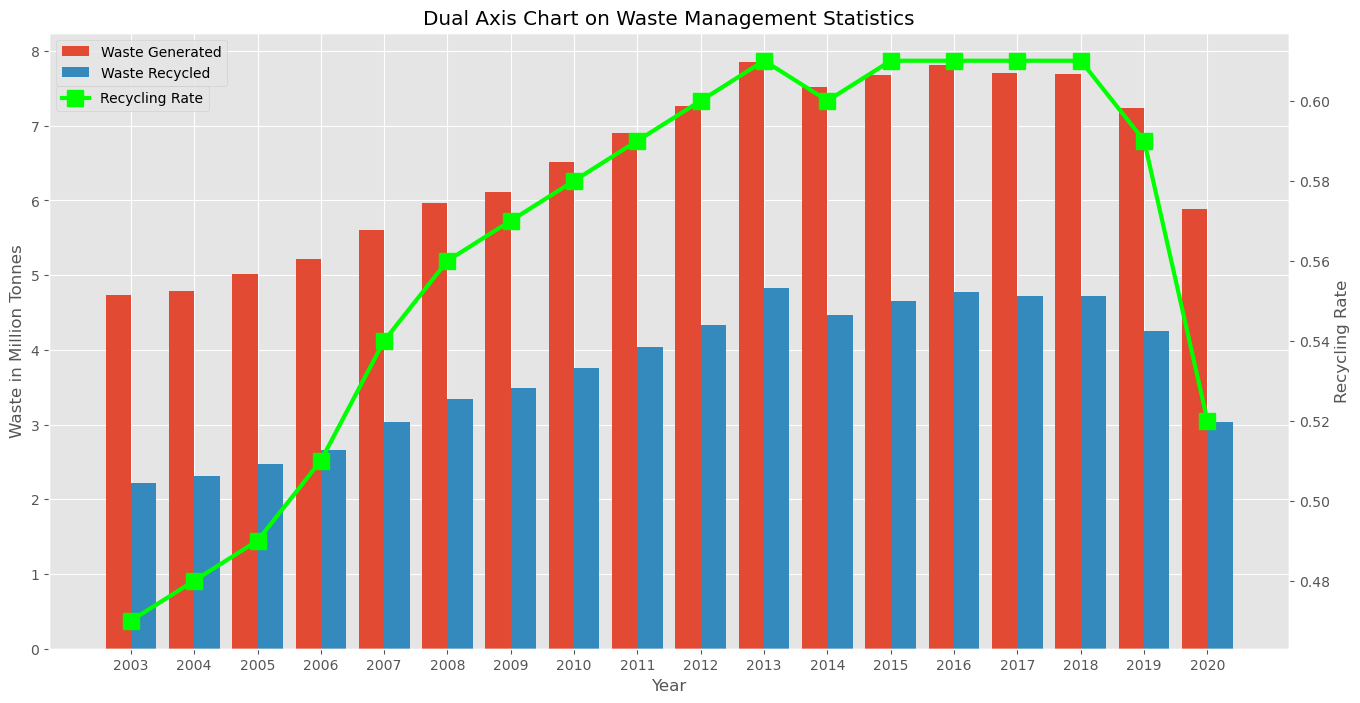 Dual Axis Chart on Waste Management Statistics
Waste Generated
Waste Recycled
Recycling Rate
8
7
6
5
4
3
2
1
0
Waste in Million Tonnes
0.60
0.58
0.56
0.54
0.52
0.50
0.48
Recycling Rate
2003 2004 2005 2006 2007 2008 2009 2010 2011 2012 2013 2014 2015 2016 2017 2018 2019 2020
Year